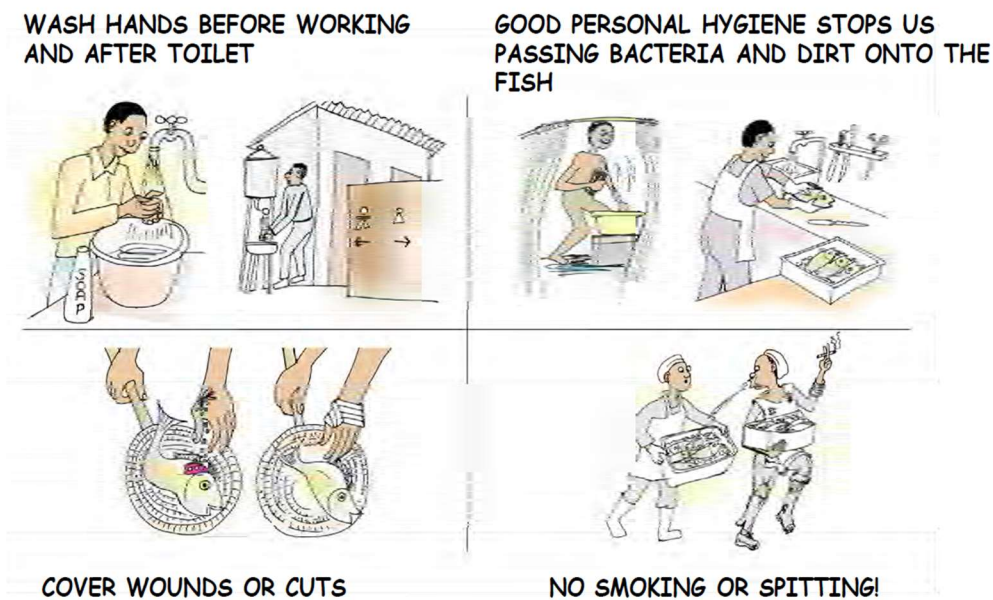 WASH HANDS BEFORE WORKING
AND AFTER TOILET
GOOD PERSONAL HYGIENE STOPS US
PASSING BACTERIA AND DIRT ONTO THE
FISH
SOAP
COVER WOUNDS OR CUTS
NO SMOKING OR SPITTING!